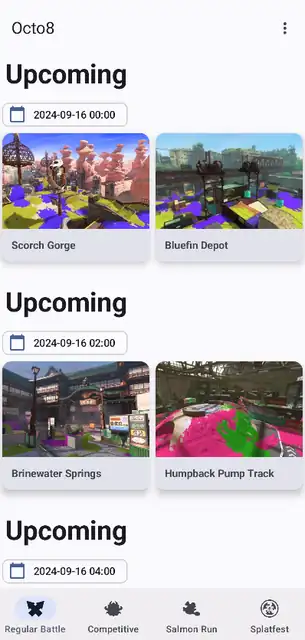 Octo8
Upcoming
2024-09-16 00:00
Scorch Gorge
Bluefin Depot
Upcoming
2024-09-16 02:00
Brinewater Springs
Humpback Pump Track
Upcoming
2024-09-16 04:00
Regular Battle
Competitive
Salmon Run
Splatfest